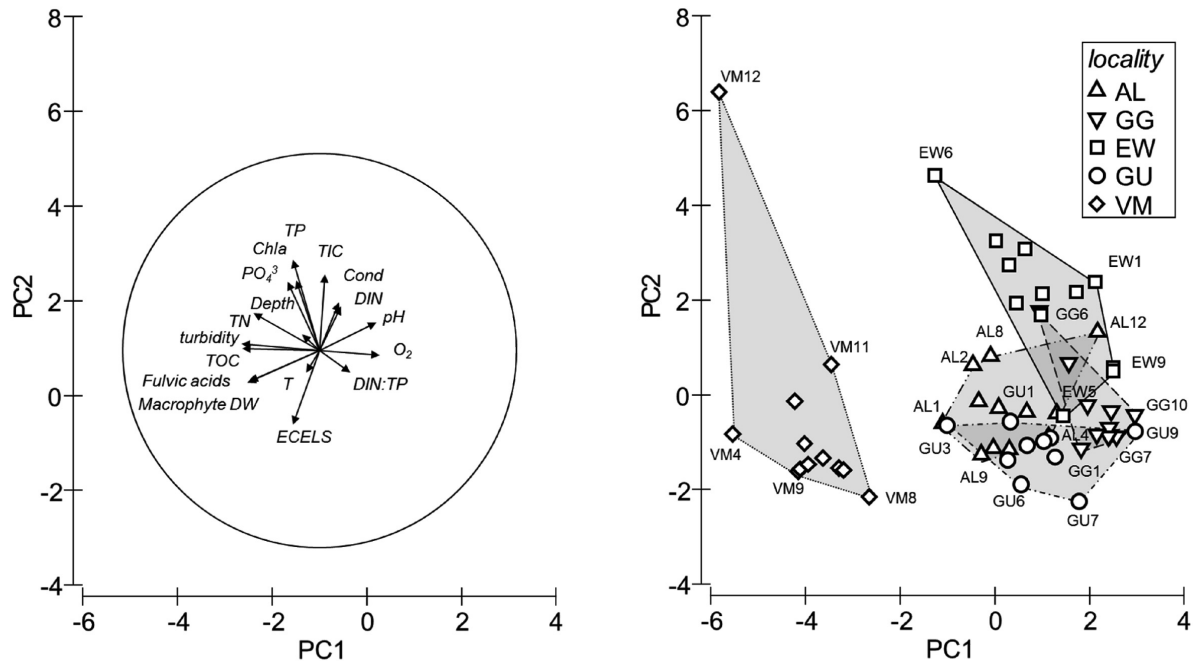 8
6
4
2
0
-2
-4
PC2
-6
-4
-2
0
2
4
PC1
TP
Chla
TIC
PO₄³
Cond
Depth
DIN
TN
pH
turbidity
O₂
TOC
Fulvic acids
T
DIN:TP
Macrophyte DW
ECELS
8
6
4
2
0
-2
-4
PC2
-6
-4
-2
0
2
4
PC1
locality
AL
GG
EW
GU
VM
VM12
EW6
EW1
GG6
AL12
AL8
VM11
AL2
EW9
GU1
EW5
AL1
GG10
VM4
GU3
AL4
GU9
AL9
GG1
GG7
VM9
VM8
GU6
GU7